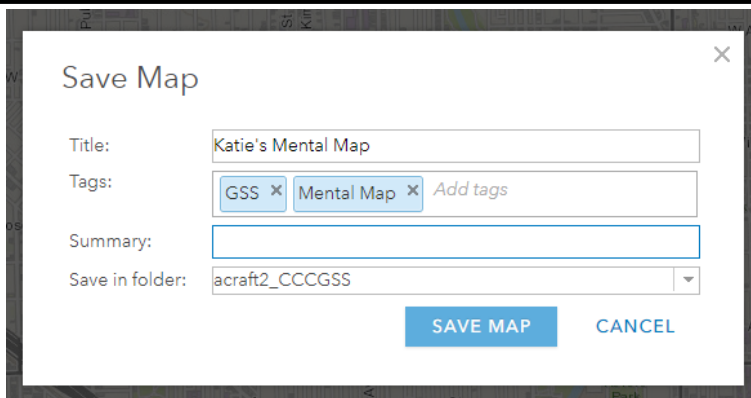 Save Map
Title: Katie's Mental Map
Tags: GSS Mental Map Add tags
Summary:
Save in folder: acraft2_CCCGSS
SAVE MAP CANCEL
Park